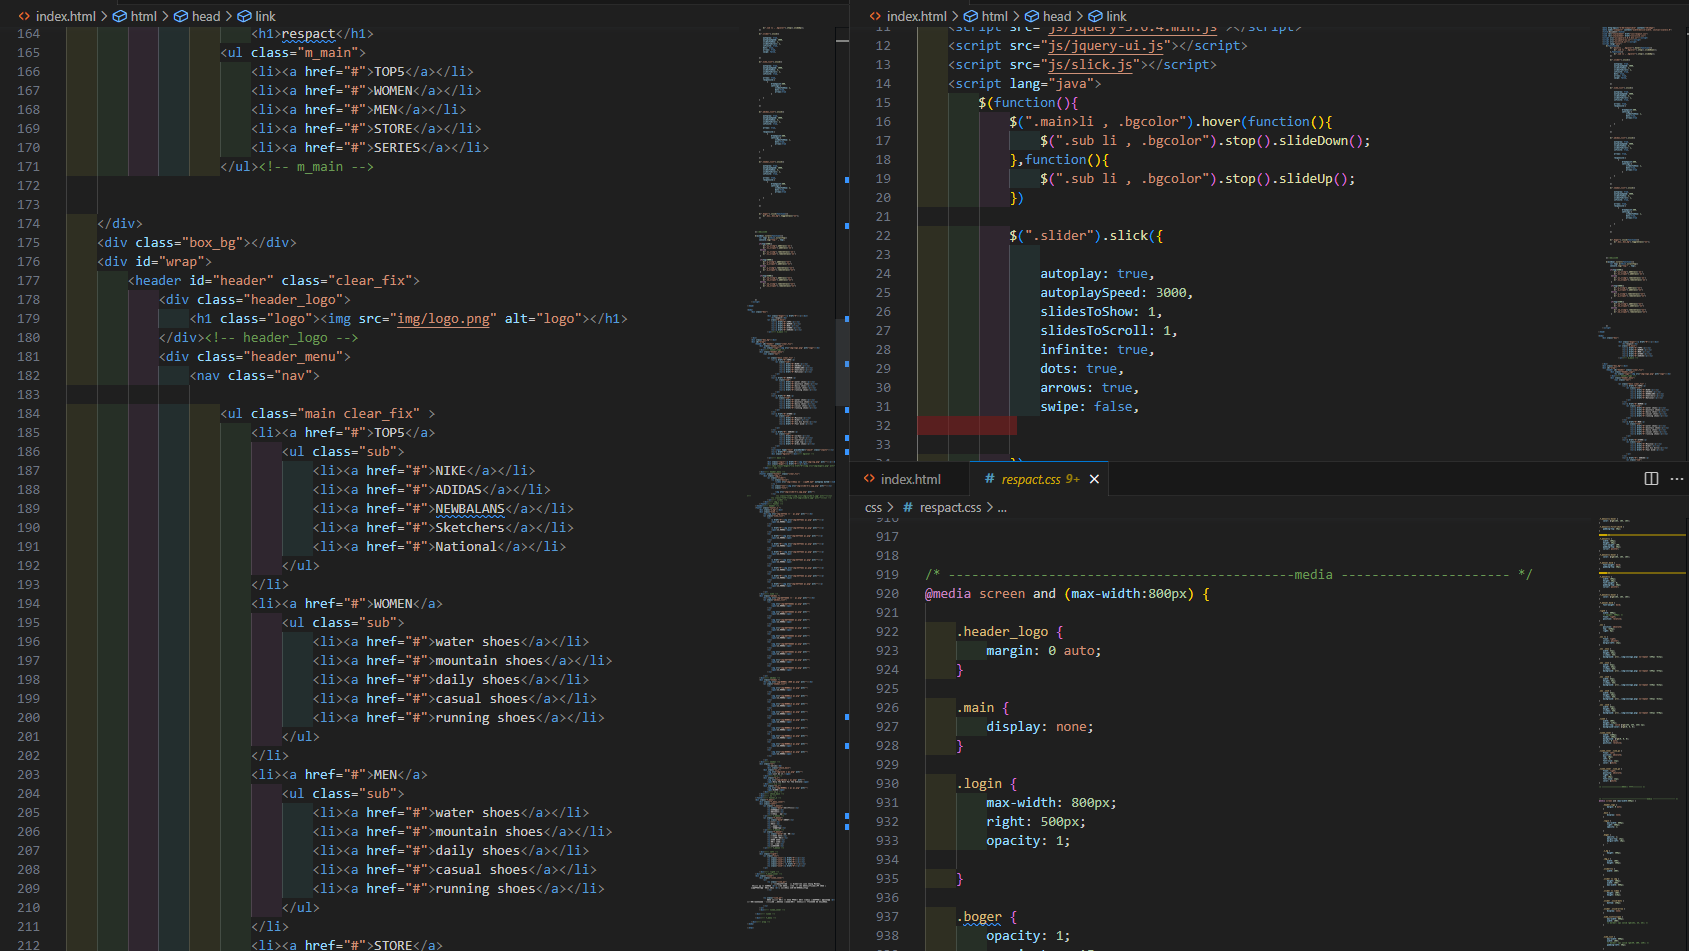 index.html > html > head > link
164 <h1>respact</h1>
165 <ul class="m_main">
166 <li><a href="#">TOP5</a></li>
167 <li><a href="#">WOMEN</a></li>
168 <li><a href="#">MEN</a></li>
169 <li><a href="#">STORE</a></li>
170 <li><a href="#">SERIES</a></li>
171 </ul><!-- m_main -->
172
173
174 </div>
175 <div class="box_bg"></div>
176 <div id="wrap">
177 <header id="header" class="clear_fix">
178 <div class="header_logo">
179 <h1 class="logo"><img src="img/logo.png" alt="logo"></h1>
180 </div><!-- header_logo -->
181 <div class="header_menu">
182 <nav class="nav">
183
184 <ul class="main clear_fix" >
185 <li><a href="#">TOP5</a>
186 <ul class="sub">
187 <li><a href="#">NIKE</a></li>
188 <li><a href="#">ADIDAS</a></li>
189 <li><a href="#">NEWBALANS</a></li>
190 <li><a href="#">Sketchers</a></li>
191 <li><a href="#">National</a></li>
192 </ul>
193 </li>
194 <li><a href="#">WOMEN</a>
195 <ul class="sub">
196 <li><a href="#">water shoes</a></li>
197 <li><a href="#">mountain shoes</a></li>
198 <li><a href="#">daily shoes</a></li>
199 <li><a href="#">casual shoes</a></li>
200 <li><a href="#">running shoes</a></li>
201 </ul>
202 </li>
203 <li><a href="#">MEN</a>
204 <ul class="sub">
205 <li><a href="#">water shoes</a></li>
206 <li><a href="#">mountain shoes</a></li>
207 <li><a href="#">daily shoes</a></li>
208 <li><a href="#">casual shoes</a></li>
209 <li><a href="#">running shoes</a></li>
210 </ul>
211 </li>
212 <li><a href="#">STORE</a>
index.html > html > head > link
11 <script src="js/jquery-3.6.4.min.js"></script>
12 <script src="js/jquery-ui.js"></script>
13 <script src="js/slick.js"></script>
14 <script lang="java">
15 $(function(){
16 $(".main>li , .bgcolor").hover(function(){
17 $(".sub li , .bgcolor").stop().slideDown();
18 },function(){
19 $(".sub li , .bgcolor").stop().slideUp();
20 })
21
22 $(".slider").slick({
23
24 autoplay: true,
25 autoplaySpeed: 3000,
26 slidesToShow: 1,
27 slidesToScroll: 1,
28 infinite: true,
29 dots: true,
30 arrows: true,
31 swipe: false,
32
33
34 })
index.html # respact.css 9+
css > # respact.css > ...
916
917
918
919 /* ---------------------------------------------media ---------------------- */
920 @media screen and (max-width:800px) {
921
922 .header_logo {
923 margin: 0 auto;
924 }
925
926 .main {
927 display: none;
928 }
929
930 .login {
931 max-width: 800px;
932 right: 500px;
933 opacity: 1;
934
935 }
936
937 .boger {
938 opacity: 1;